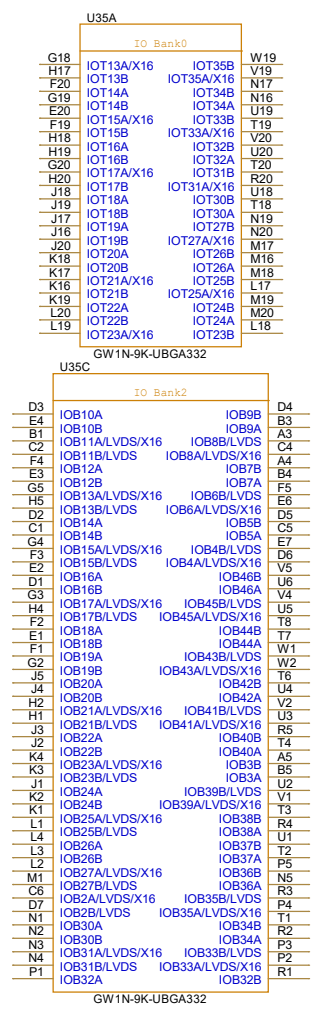 U35A
IO Bank0
G18 IOT13A/X16 IOT35B W19
H17 IOT13B IOT35A/X16 V19
F20 IOT14A IOT34B N17
G19 IOT14B IOT34A N16
E20 IOT15A/X16 IOT33B U19
F19 IOT15B IOT33A/X16 T19
H18 IOT16A IOT32B V20
H19 IOT16B IOT32A U20
G20 IOT17A/X16 IOT31B T20
H20 IOT17B IOT31A/X16 R20
J18 IOT18A IOT30B U18
J19 IOT18B IOT30A T18
J17 IOT19A IOT27B N19
J16 IOT19B IOT27A/X16 N20
J20 IOT20A IOT26B M17
K18 IOT20B IOT26A M16
K17 IOT21A/X16 IOT25B M18
K16 IOT21B IOT25A/X16 L17
K19 IOT22A IOT24B M19
L20 IOT22B IOT24A M20
L19 IOT23A/X16 IOT23B L18
GW1N-9K-UBGA332
U35C
IO Bank2
D3 IOB10A IOB9B D4
E4 IOB10B IOB9A B3
B1 IOB11A/LVDS/X16 IOB8B/LVDS A3
C2 IOB11B/LVDS IOB8A/LVDS/X16 C4
F4 IOB12A IOB7B A4
E3 IOB12B IOB7A B4
G5 IOB13A/LVDS/X16 IOB6B/LVDS F5
H5 IOB13B/LVDS IOB6A/LVDS/X16 E6
D2 IOB14A IOB5B D5
C1 IOB14B IOB5A C5
G4 IOB15A/LVDS/X16 IOB4B/LVDS E7
F3 IOB15B/LVDS IOB4A/LVDS/X16 D6
E2 IOB16A IOB46B V5
D1 IOB16B IOB46A U6
G3 IOB17A/LVDS/X16 IOB45B/LVDS V4
H4 IOB17B/LVDS IOB45A/LVDS/X16 U5
F2 IOB18A IOB44B T8
E1 IOB18B IOB44A T7
F1 IOB19A IOB43B/LVDS W1
G2 IOB19B IOB43A/LVDS/X16 W2
J5 IOB20A IOB42B T6
J4 IOB20B IOB42A U4
H2 IOB21A/LVDS/X16 IOB41B/LVDS V2
H1 IOB21B/LVDS IOB41A/LVDS/X16 U3
J3 IOB22A IOB40B R5
J2 IOB22B IOB40A T4
K4 IOB23A/LVDS/X16 IOB3B A5
K3 IOB23B/LVDS IOB3A B5
J1 IOB24A IOB39B/LVDS U2
K2 IOB24B IOB39A/LVDS/X16 V1
K1 IOB25A/LVDS/X16 IOB38B T3
L1 IOB25B/LVDS IOB38A R4
L4 IOB26A IOB37B U1
L3 IOB26B IOB37A T2
L2 IOB27A/LVDS/X16 IOB36B P5
M1 IOB27B/LVDS IOB36A N5
C6 IOB2A/LVDS/X16 IOB35B/LVDS R3
D7 IOB2B/LVDS IOB35A/LVDS/X16 P4
N1 IOB30A IOB34B T1
N2 IOB30B IOB34A R2
N3 IOB31A/LVDS/X16 IOB33B/LVDS P3
N4 IOB31B/LVDS IOB33A/LVDS/X16 P2
P1 IOB32A IOB32B R1
GW1N-9K-UBGA332